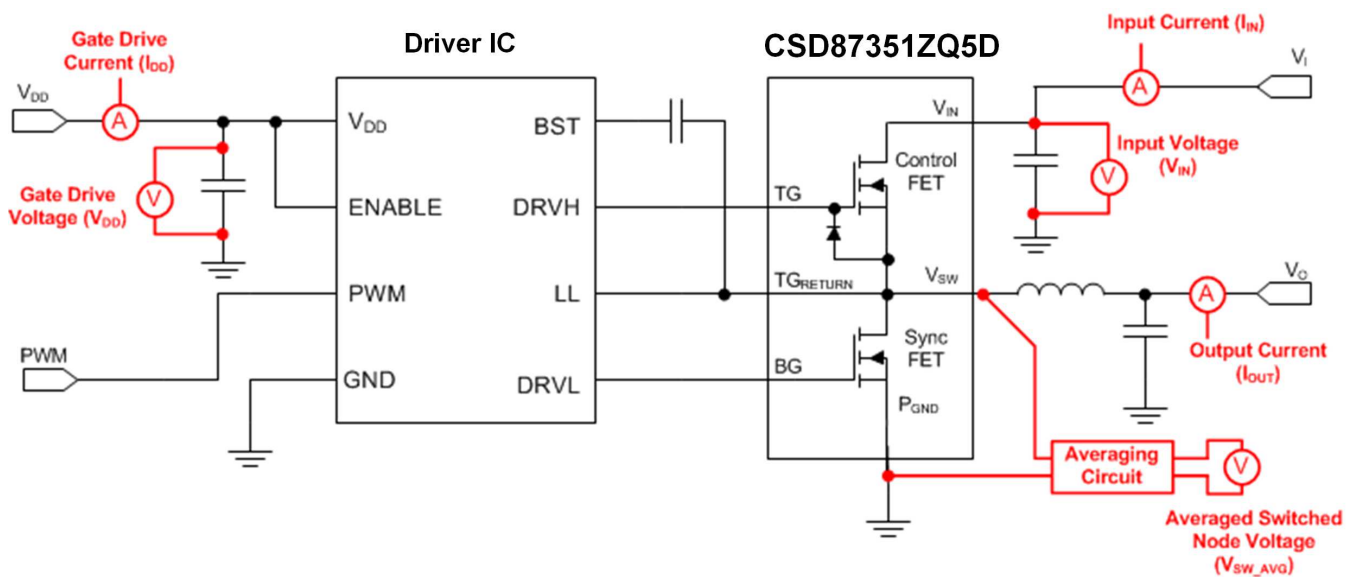 Driver IC
CSD87351ZQ5D
Input Current (IIN)
Gate Drive
Current (IDD)
VI
A
VDD
A
VDD
BST
VIN
Input Voltage
(VIN)
V
Control
FET
Gate Drive
Voltage (VDD)
V
ENABLE
DRVH
TG
PWM
LL
TGRETURN
VSW
VO
A
Output Current
(IOUT)
Sync
FET
PWM
GND
DRVL
BG
PGND
Averaging
Circuit
V
Averaged Switched
Node Voltage
(VSW_AVG)